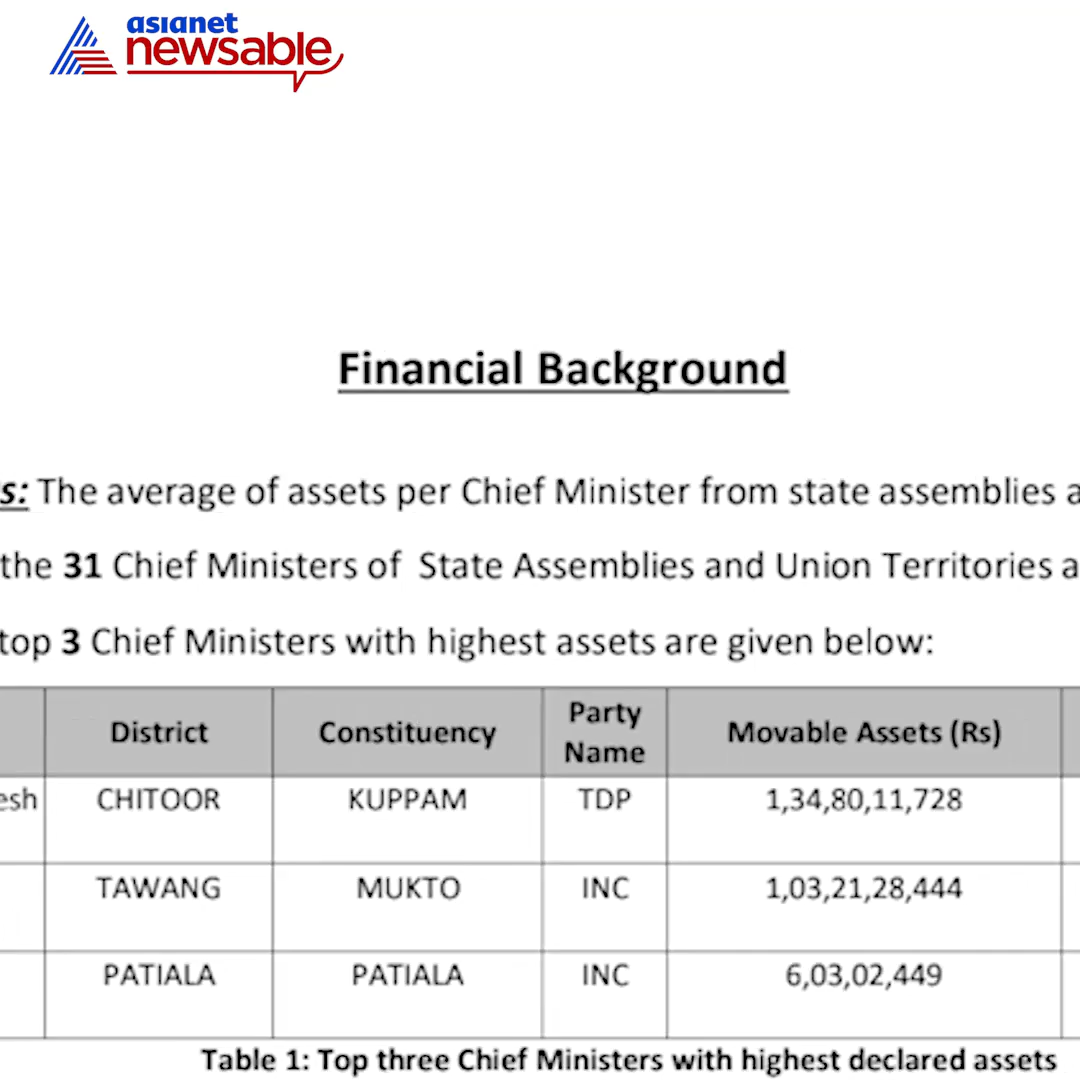 asianet
newsable
Financial Background
s: The average of assets per Chief Minister from state assemblies a
the 31 Chief Ministers of State Assemblies and Union Territories a
top 3 Chief Ministers with highest assets are given below:
District Constituency Party Name Movable Assets (Rs)
esh CHITOOR KUPPAM TDP 1,34,80,11,728
TAWANG MUKTO INC 1,03,21,28,444
PATIALA PATIALA INC 6,03,02,449
Table 1: Top three Chief Ministers with highest declared assets